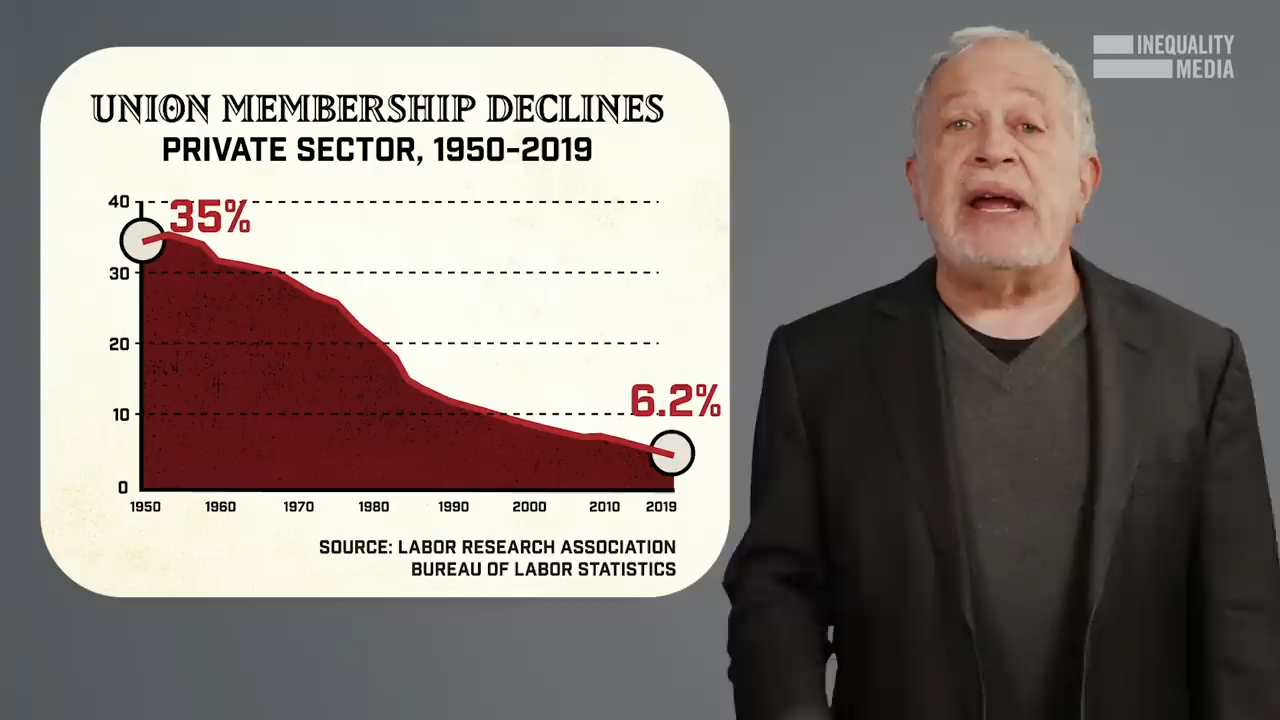 INEQUALITY
MEDIA
UNION MEMBERSHIP DECLINES
PRIVATE SECTOR, 1950-2019
40
35%
30
20
10
6.2%
0
1950 1960 1970 1980 1990 2000 2010 2019
SOURCE: LABOR RESEARCH ASSOCIATION
BUREAU OF LABOR STATISTICS